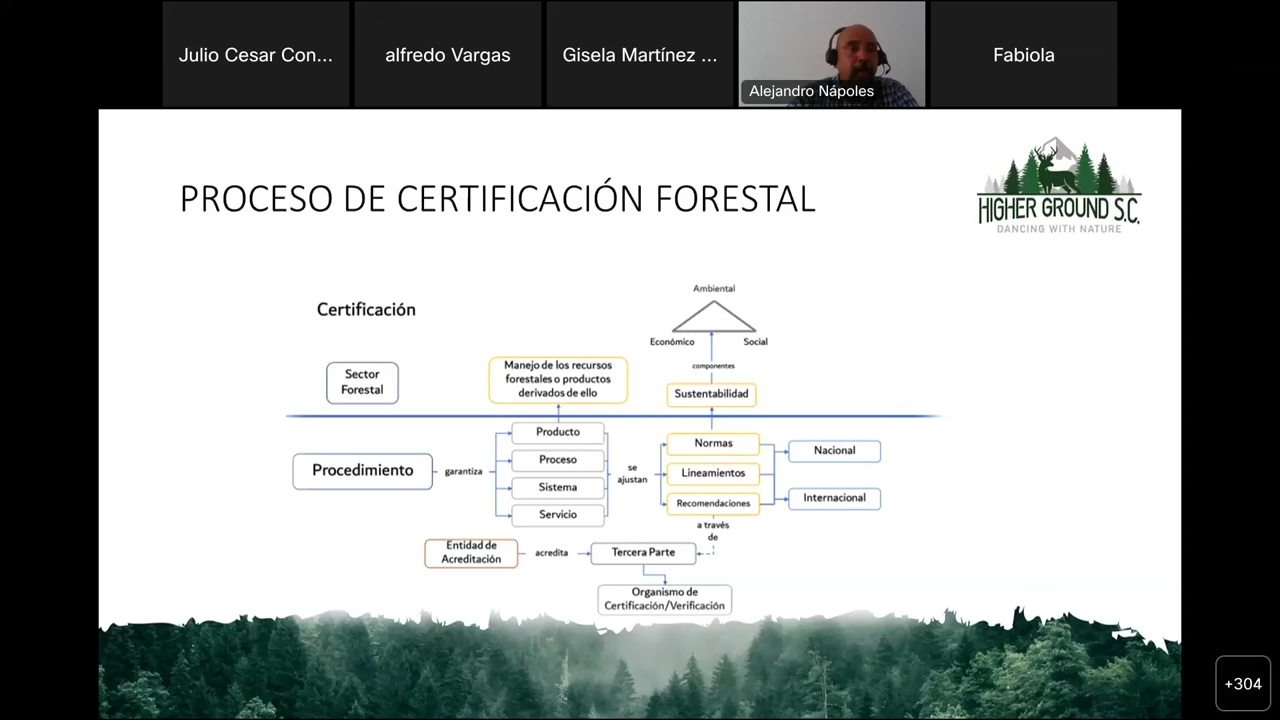 Julio Cesar Con...
alfredo Vargas
Gisela Martínez ...
Alejandro Nápoles
Fabiola
PROCESO DE CERTIFICACIÓN FORESTAL
HIGHER GROUND S.C.
DANCING WITH NATURE
Certificación
Ambiental
Económico
Social
componentes
Sector
Forestal
Manejo de los recursos
forestales o productos
derivados de ello
Sustentabilidad
Procedimiento
garantiza
Producto
Proceso
Sistema
Servicio
se
ajustan
Normas
Lineamientos
Recomendaciones
Nacional
Internacional
a través
de
Entidad de
Acreditación
acredita
Tercera Parte
Organismo de
Certificación/Verificación
+304